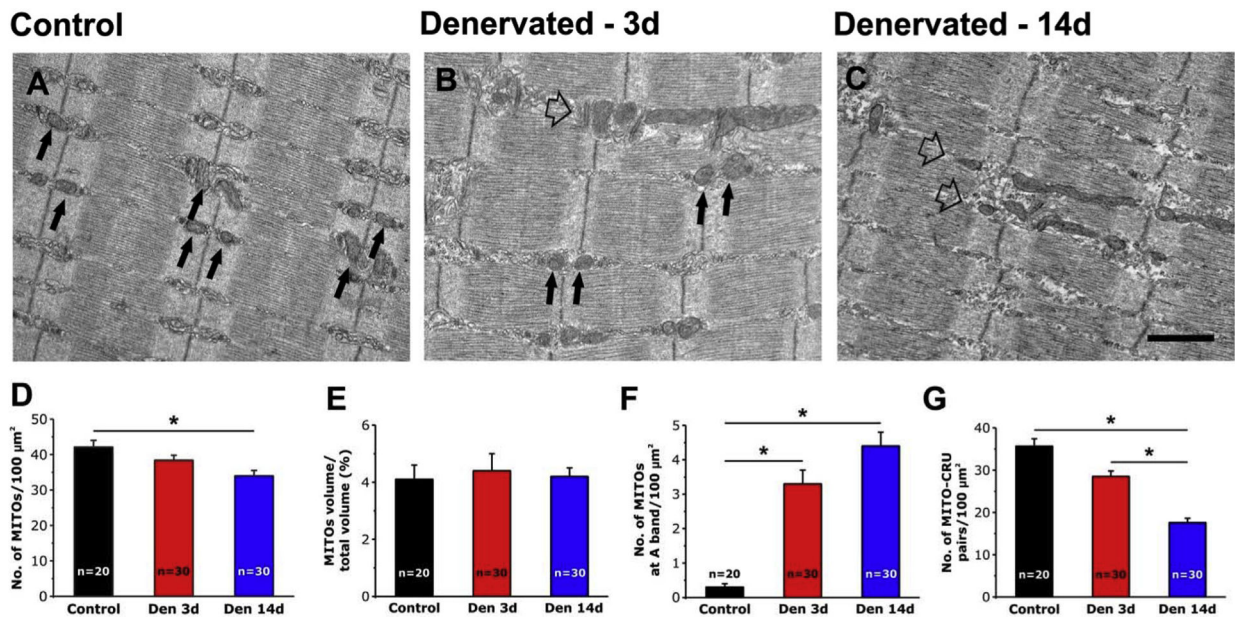 Control
Denervated - 3d
Denervated - 14d
A
B
C
D
No. of MITOs/100 µm²
50
40
30
20
10
0
*
n=20
n=30
n=30
Control
Den 3d
Den 14d
E
MITOs volume/
total volume (%)
6
4
2
0
n=20
n=30
n=30
Control
Den 3d
Den 14d
F
No. of MITOs
at A band/100 µm²
5
4
3
2
1
0
*
*
n=20
n=30
n=30
Control
Den 3d
Den 14d
G
No. of MITO-CRU
pairs/100 µm²
40
30
20
10
0
*
*
n=20
n=30
n=30
Control
Den 3d
Den 14d